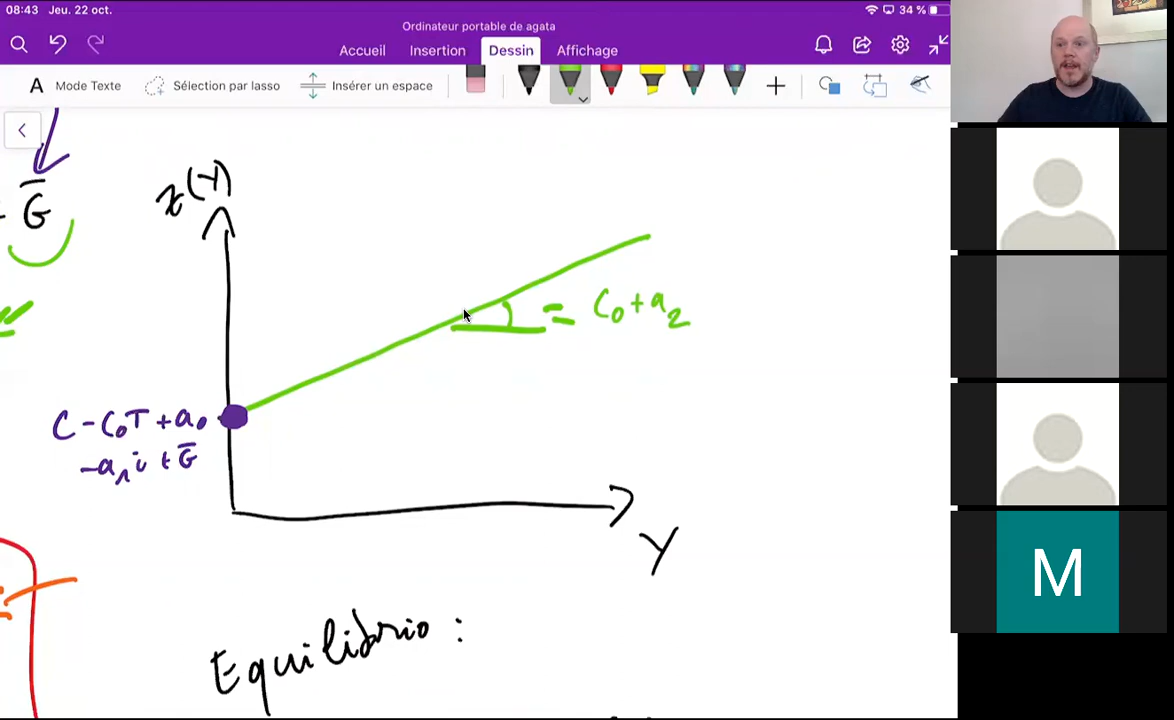 08:43 Jeu. 22 oct.
34 %
Ordinateur portable de agata
Accueil Insertion Dessin Affichage
A Mode Texte Sélection par lasso Insérer un espace
G̅
z(Y)
= C₀ + a₂
C - C₀T + a₀
- a₁i + G̅
Y
Equilibrio :
M